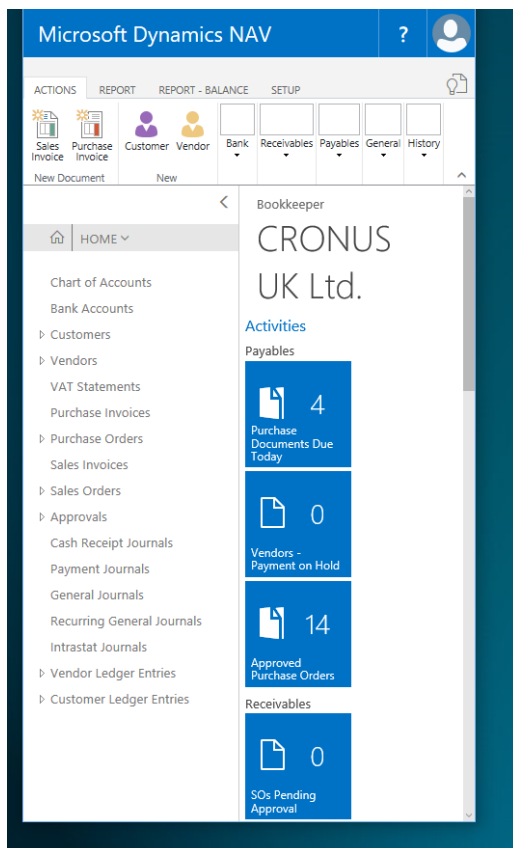 Microsoft Dynamics NAV
?
ACTIONS REPORT REPORT - BALANCE SETUP
Sales Invoice
Purchase Invoice
Customer
Vendor
Bank
Receivables
Payables
General
History
New Document
New
HOME
Chart of Accounts
Bank Accounts
Customers
Vendors
VAT Statements
Purchase Invoices
Purchase Orders
Sales Invoices
Sales Orders
Approvals
Cash Receipt Journals
Payment Journals
General Journals
Recurring General Journals
Intrastat Journals
Vendor Ledger Entries
Customer Ledger Entries
Bookkeeper
CRONUS
UK Ltd.
Activities
Payables
4
Purchase
Documents Due
Today
0
Vendors -
Payment on Hold
14
Approved
Purchase Orders
Receivables
0
SOs Pending
Approval